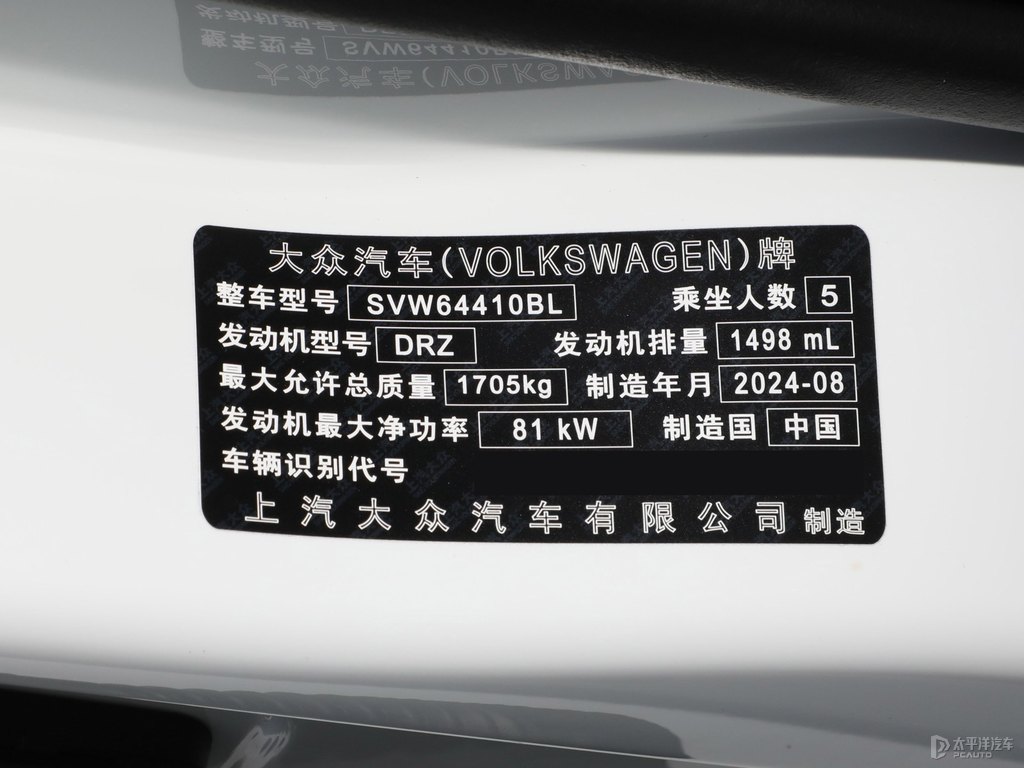 大众汽车(VOLKSWAGEN)牌
整车型号 SVW64410BL 乘坐人数 5
发动机型号 DRZ 发动机排量 1498 mL
最大允许总质量 1705kg 制造年月 2024-08
发动机最大净功率 81 kW 制造国 中国
车辆识别代号
上汽大众汽车有限公司 制造
太平洋汽车
PCAUTO